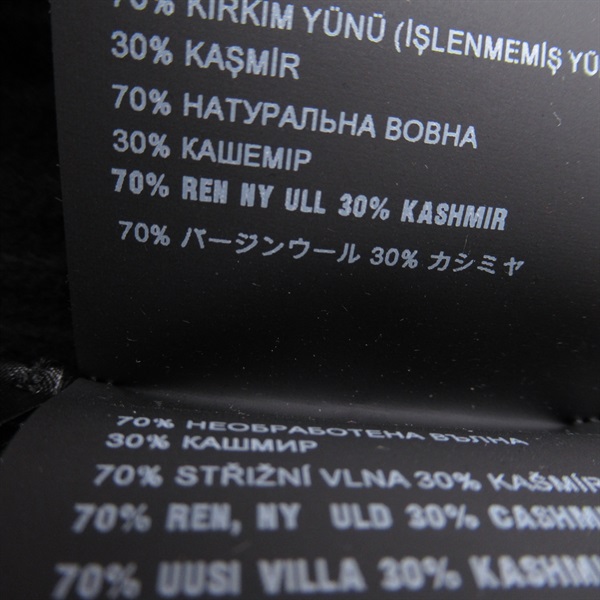 70% KIRKIM YÜNÜ (İŞLENMEMİŞ YÜ
30% KAŞMİR
70% НАТУРАЛЬНА ВОВНА
30% КАШЕМІР
70% REN NY ULL 30% KASHMIR
70% バージンウール 30% カシミヤ
70% НЕОБРАБОТЕНА ВЪЛНА
30% КАШМИР
70% STŘIŽNÍ VLNA 30% KAŠMÍR
70% REN, NY ULD 30% CASHM
70% UUSI VILLA 30% KASHM